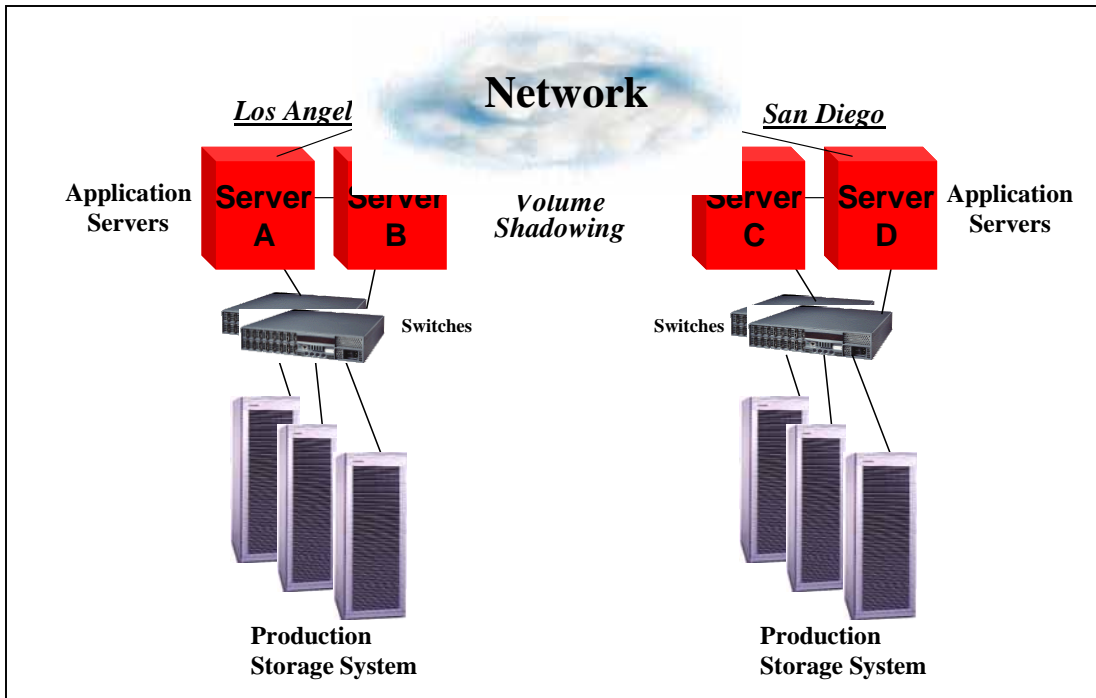 Network
Los Angel
San Diego
Application
Servers
Server
A
Server
B
Volume
Shadowing
Server
C
Server
D
Application
Servers
Switches
Switches
Production
Storage System
Production
Storage System